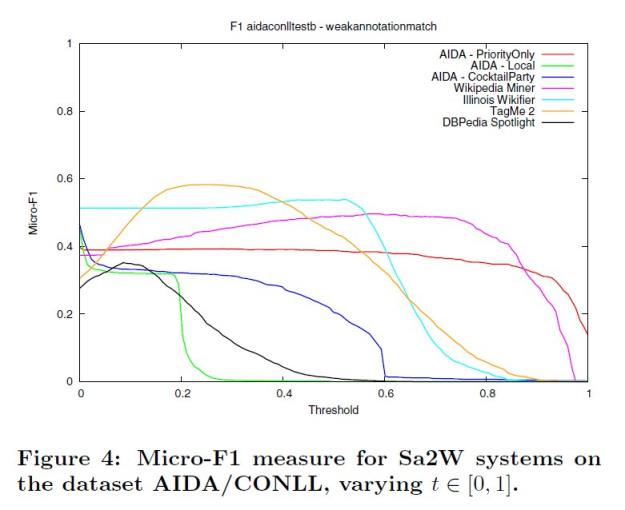 F1 aidaconlltestb - weakannotationmatch
1
0.8
0.6
0.4
0.2
0
Micro-F1
AIDA - PriorityOnly
AIDA - Local
AIDA - CocktailParty
Wikipedia Miner
Illinois Wikifier
TagMe 2
DBPedia Spotlight
0 0.2 0.4 0.6 0.8 1
Threshold
Figure 4: Micro-F1 measure for Sa2W systems on
the dataset AIDA/CONLL, varying t ∈ [0, 1].